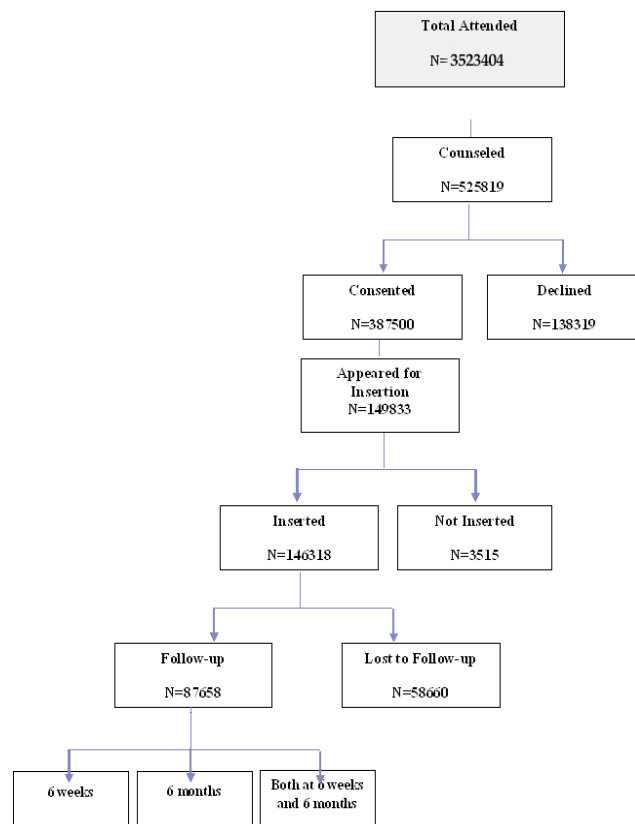 Total Attended
N= 3523404
Counseled
N=525819
Consented
N=387500
Declined
N=138319
Appeared for
Insertion
N=149833
Inserted
N=146318
Not Inserted
N=3515
Follow-up
N=87658
Lost to Follow-up
N=58660
6 weeks
6 months
Both at 6 weeks
and 6 months